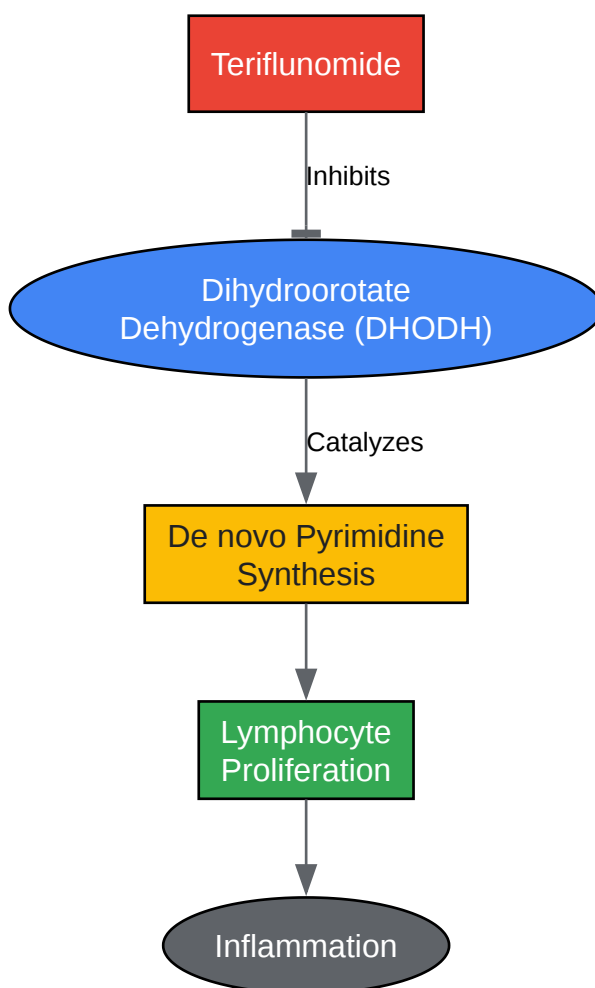 Teriflunomide
Inhibits
Dihydroorotate
Dehydrogenase (DHODH)
Catalyzes
De novo Pyrimidine
Synthesis
Lymphocyte
Proliferation
Inflammation